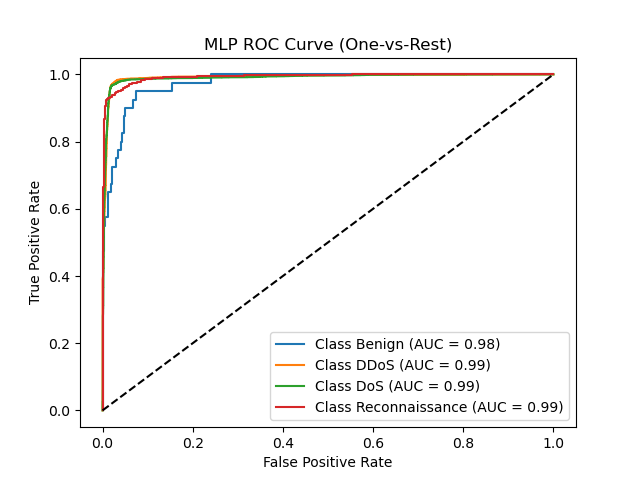 MLP ROC Curve (One-vs-Rest)
True Positive Rate
1.0
0.8
0.6
0.4
0.2
0.0
Class Benign (AUC = 0.98)
Class DDoS (AUC = 0.99)
Class DoS (AUC = 0.99)
Class Reconnaissance (AUC = 0.99)
0.0 0.2 0.4 0.6 0.8 1.0
False Positive Rate